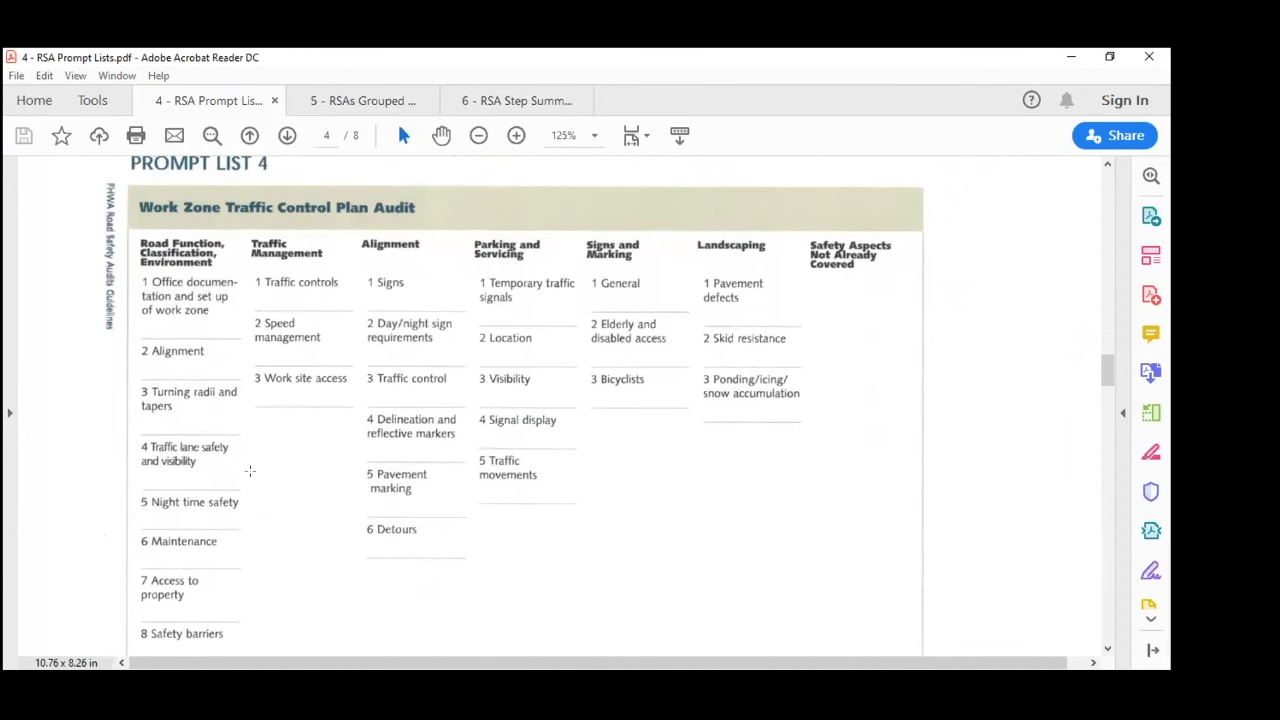 4 - RSA Prompt Lists.pdf - Adobe Acrobat Reader DC
File Edit View Window Help
Home Tools 4 - RSA Prompt Lis... × 5 - RSAs Grouped ... 6 - RSA Step Summ... Sign In
4 / 8 125% Share
PROMPT LIST 4
FHWA Road Safety Audits Guidelines
Work Zone Traffic Control Plan Audit
Road Function,
Classification,
Environment
1 Office documen-
tation and set up
of work zone
2 Alignment
3 Turning radii and
tapers
4 Traffic lane safety
and visibility
5 Night time safety
6 Maintenance
7 Access to
property
8 Safety barriers
Traffic
Management
1 Traffic controls
2 Speed
management
3 Work site access
Alignment
1 Signs
2 Day/night sign
requirements
3 Traffic control
4 Delineation and
reflective markers
5 Pavement
marking
6 Detours
Parking and
Servicing
1 Temporary traffic
signals
2 Location
3 Visibility
4 Signal display
5 Traffic
movements
Signs and
Marking
1 General
2 Elderly and
disabled access
3 Bicyclists
Landscaping
1 Pavement
defects
2 Skid resistance
3 Ponding/icing/
snow accumulation
Safety Aspects
Not Already
Covered
10.76 x 8.26 in